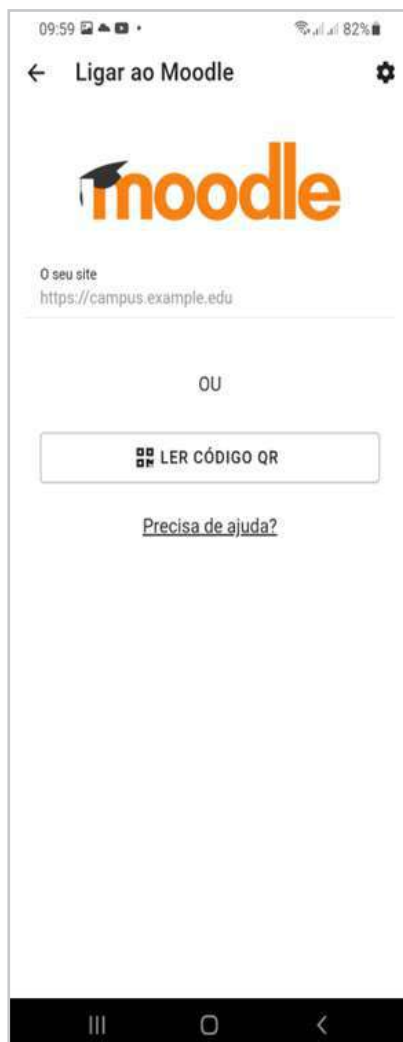 09:59 82%
Ligar ao Moodle
moodle
O seu site
https://campus.example.edu
OU
LER CÓDIGO QR
Precisa de ajuda?